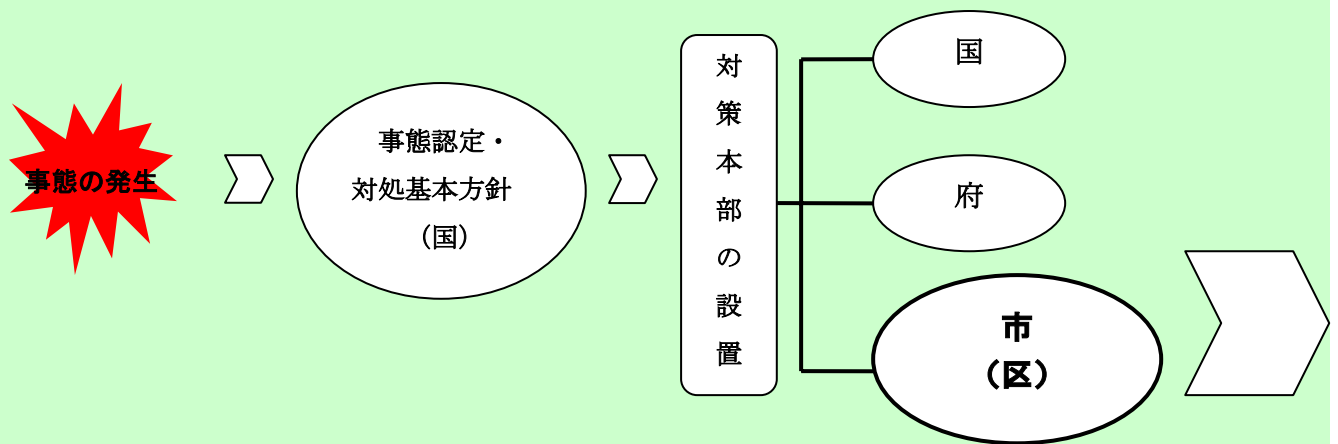 事態の発生
事態認定・
対処基本方針
（国）
対策本部の設置
国
府
市
（区）